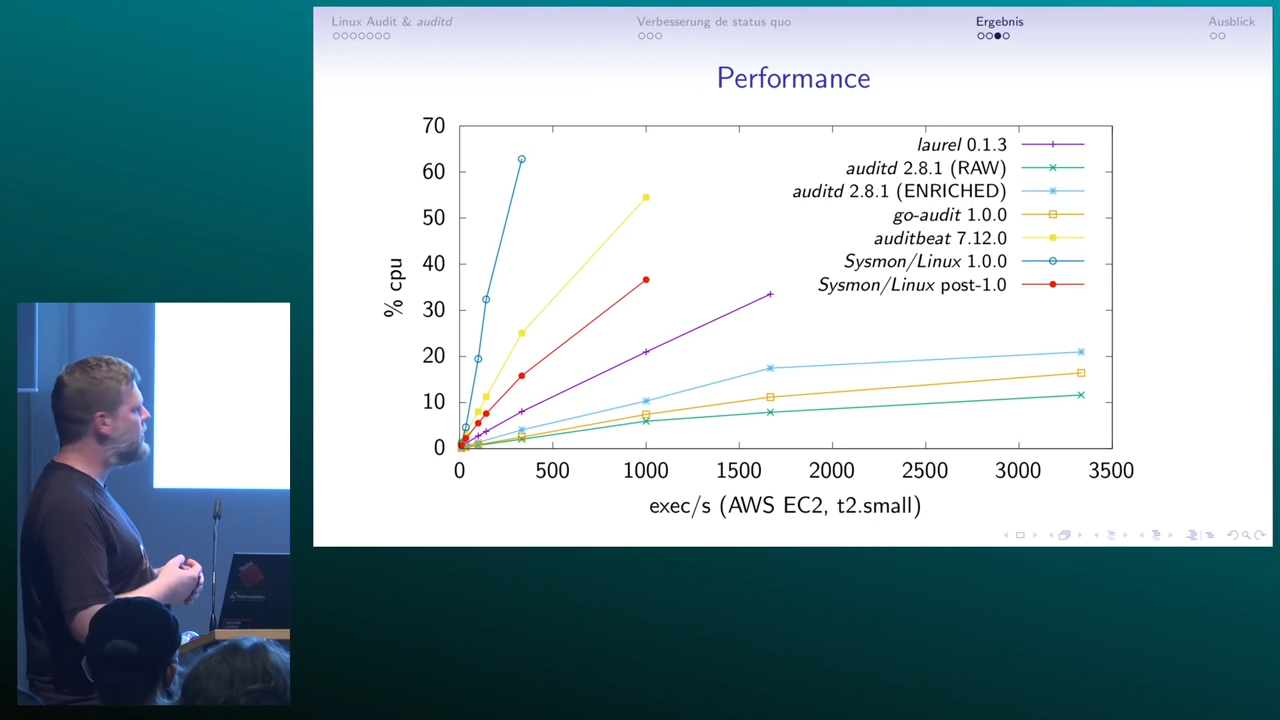 Linux Audit & auditd
Verbesserung de status quo
Ergebnis
Ausblick
Performance
70
60
50
40
30
20
10
0
% cpu
laurel 0.1.3
auditd 2.8.1 (RAW)
auditd 2.8.1 (ENRICHED)
go-audit 1.0.0
auditbeat 7.12.0
Sysmon/Linux 1.0.0
Sysmon/Linux post-1.0
0
500
1000
1500
2000
2500
3000
3500
exec/s (AWS EC2, t2.small)